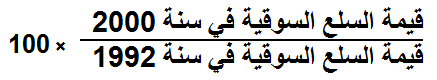 قيمة السلع السوقية في سنة 2000
100 ×
قيمة السلع السوقية في سنة 1992